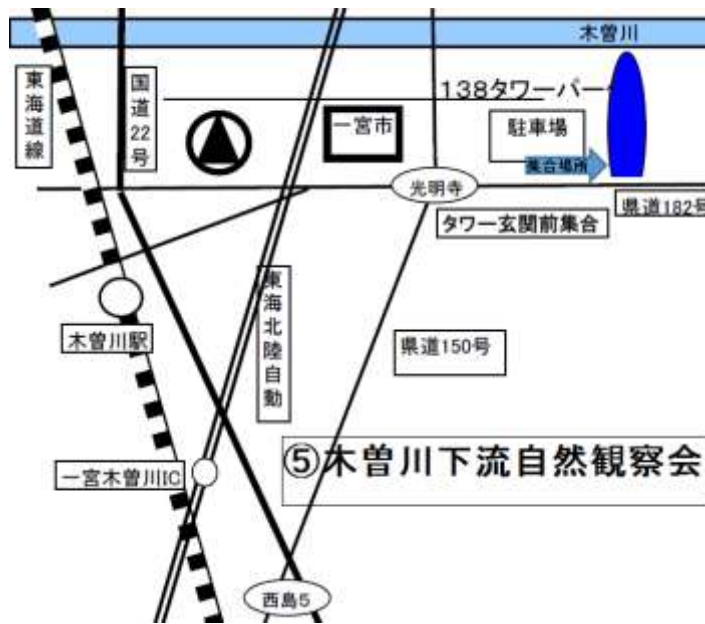 木曽川
東海道線
国道22号
138タワーパーク
一宮市
駐車場
集合場所
光明寺
県道182号
タワー玄関前集合
東海北陸自動
木曽川駅
県道150号
⑤木曽川下流自然観察会
一宮木曽川IC
西島5